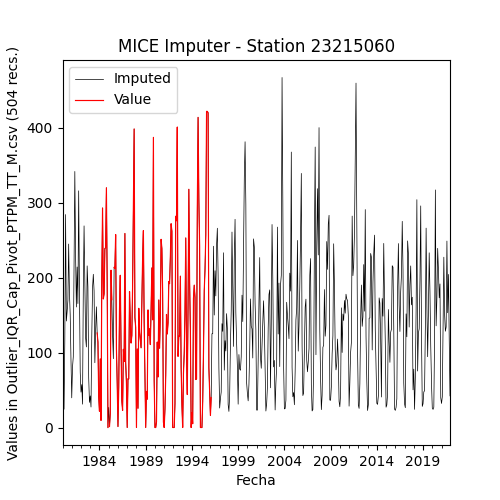 MICE Imputer - Station 23215060
Imputed
Value
Values in Outlier_IQR_Cap_Pivot_PTPM_TT_M.csv (504 recs.)
400
300
200
100
0
1984 1989 1994 1999 2004 2009 2014 2019
Fecha